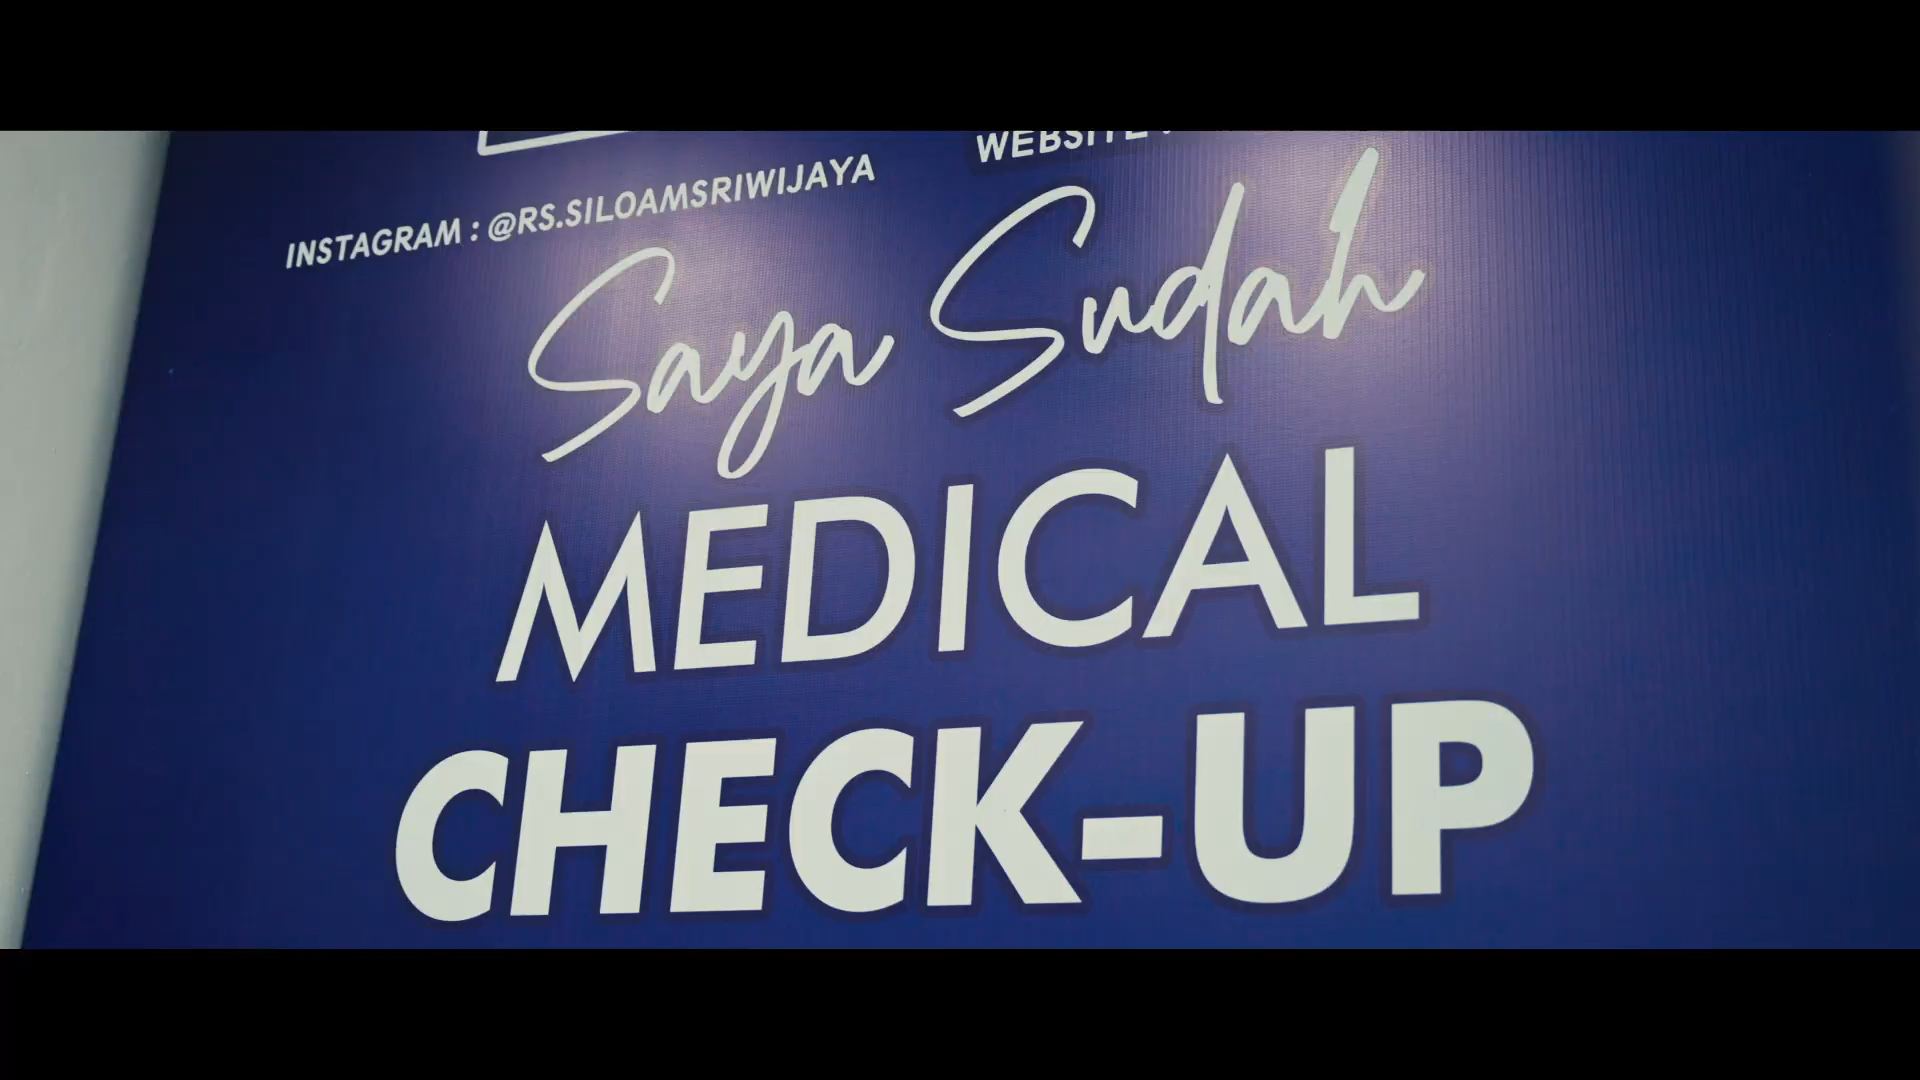 WEBSITE :
INSTAGRAM : @RS.SILOAMSRIWIJAYA
Saya Sudah
MEDICAL
CHECK-UP